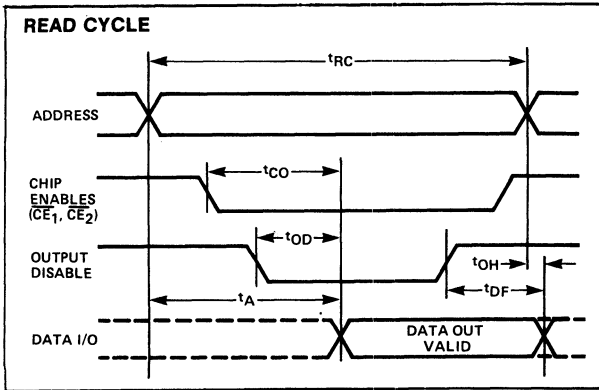 READ CYCLE
tRC
ADDRESS
tCO
CHIP
ENABLES
(CE1, CE2)
tOD
OUTPUT
DISABLE
tOH
tDF
tA
DATA I/O
DATA OUT
VALID